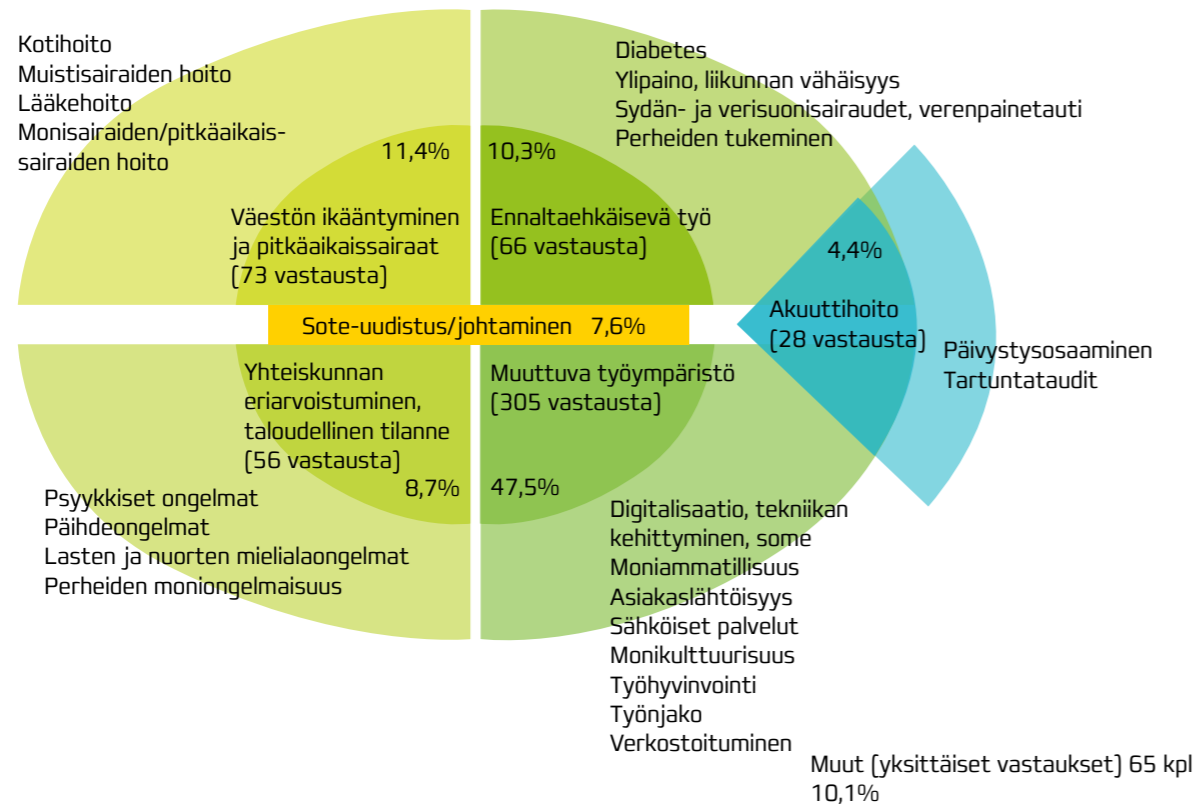 Kotihoito
Muistisairaiden hoito
Lääkehoito
Monisairaiden/pitkäaikais-
sairaiden hoito
11,4%
Väestön ikääntyminen
ja pitkäaikaissairaat
(73 vastausta)
Diabetes
Ylipaino, liikunnan vähäisyys
Sydän- ja verisuonisairaudet, verenpainetauti
Perheiden tukeminen
10,3%
Ennaltaehkäisevä työ
(66 vastausta)
4,4%
Akuuttihoito
(28 vastausta)
Päivystysosaaminen
Tartuntataudit
Sote-uudistus/johtaminen 7,6%
Yhteiskunnan
eriarvoistuminen,
taloudellinen tilanne
(56 vastausta)
8,7%
Psyykkiset ongelmat
Päihdeongelmat
Lasten ja nuorten mielialaongelmat
Perheiden moniongelmaisuus
Muuttuva työympäristö
(305 vastausta)
47,5%
Digitalisaatio, tekniikan
kehittyminen, some
Moniammatillisuus
Asiakaslähtöisyys
Sähköiset palvelut
Monikulttuurisuus
Työhyvinvointi
Työnjako
Verkostoituminen
Muut (yksittäiset vastaukset) 65 kpl
10,1%